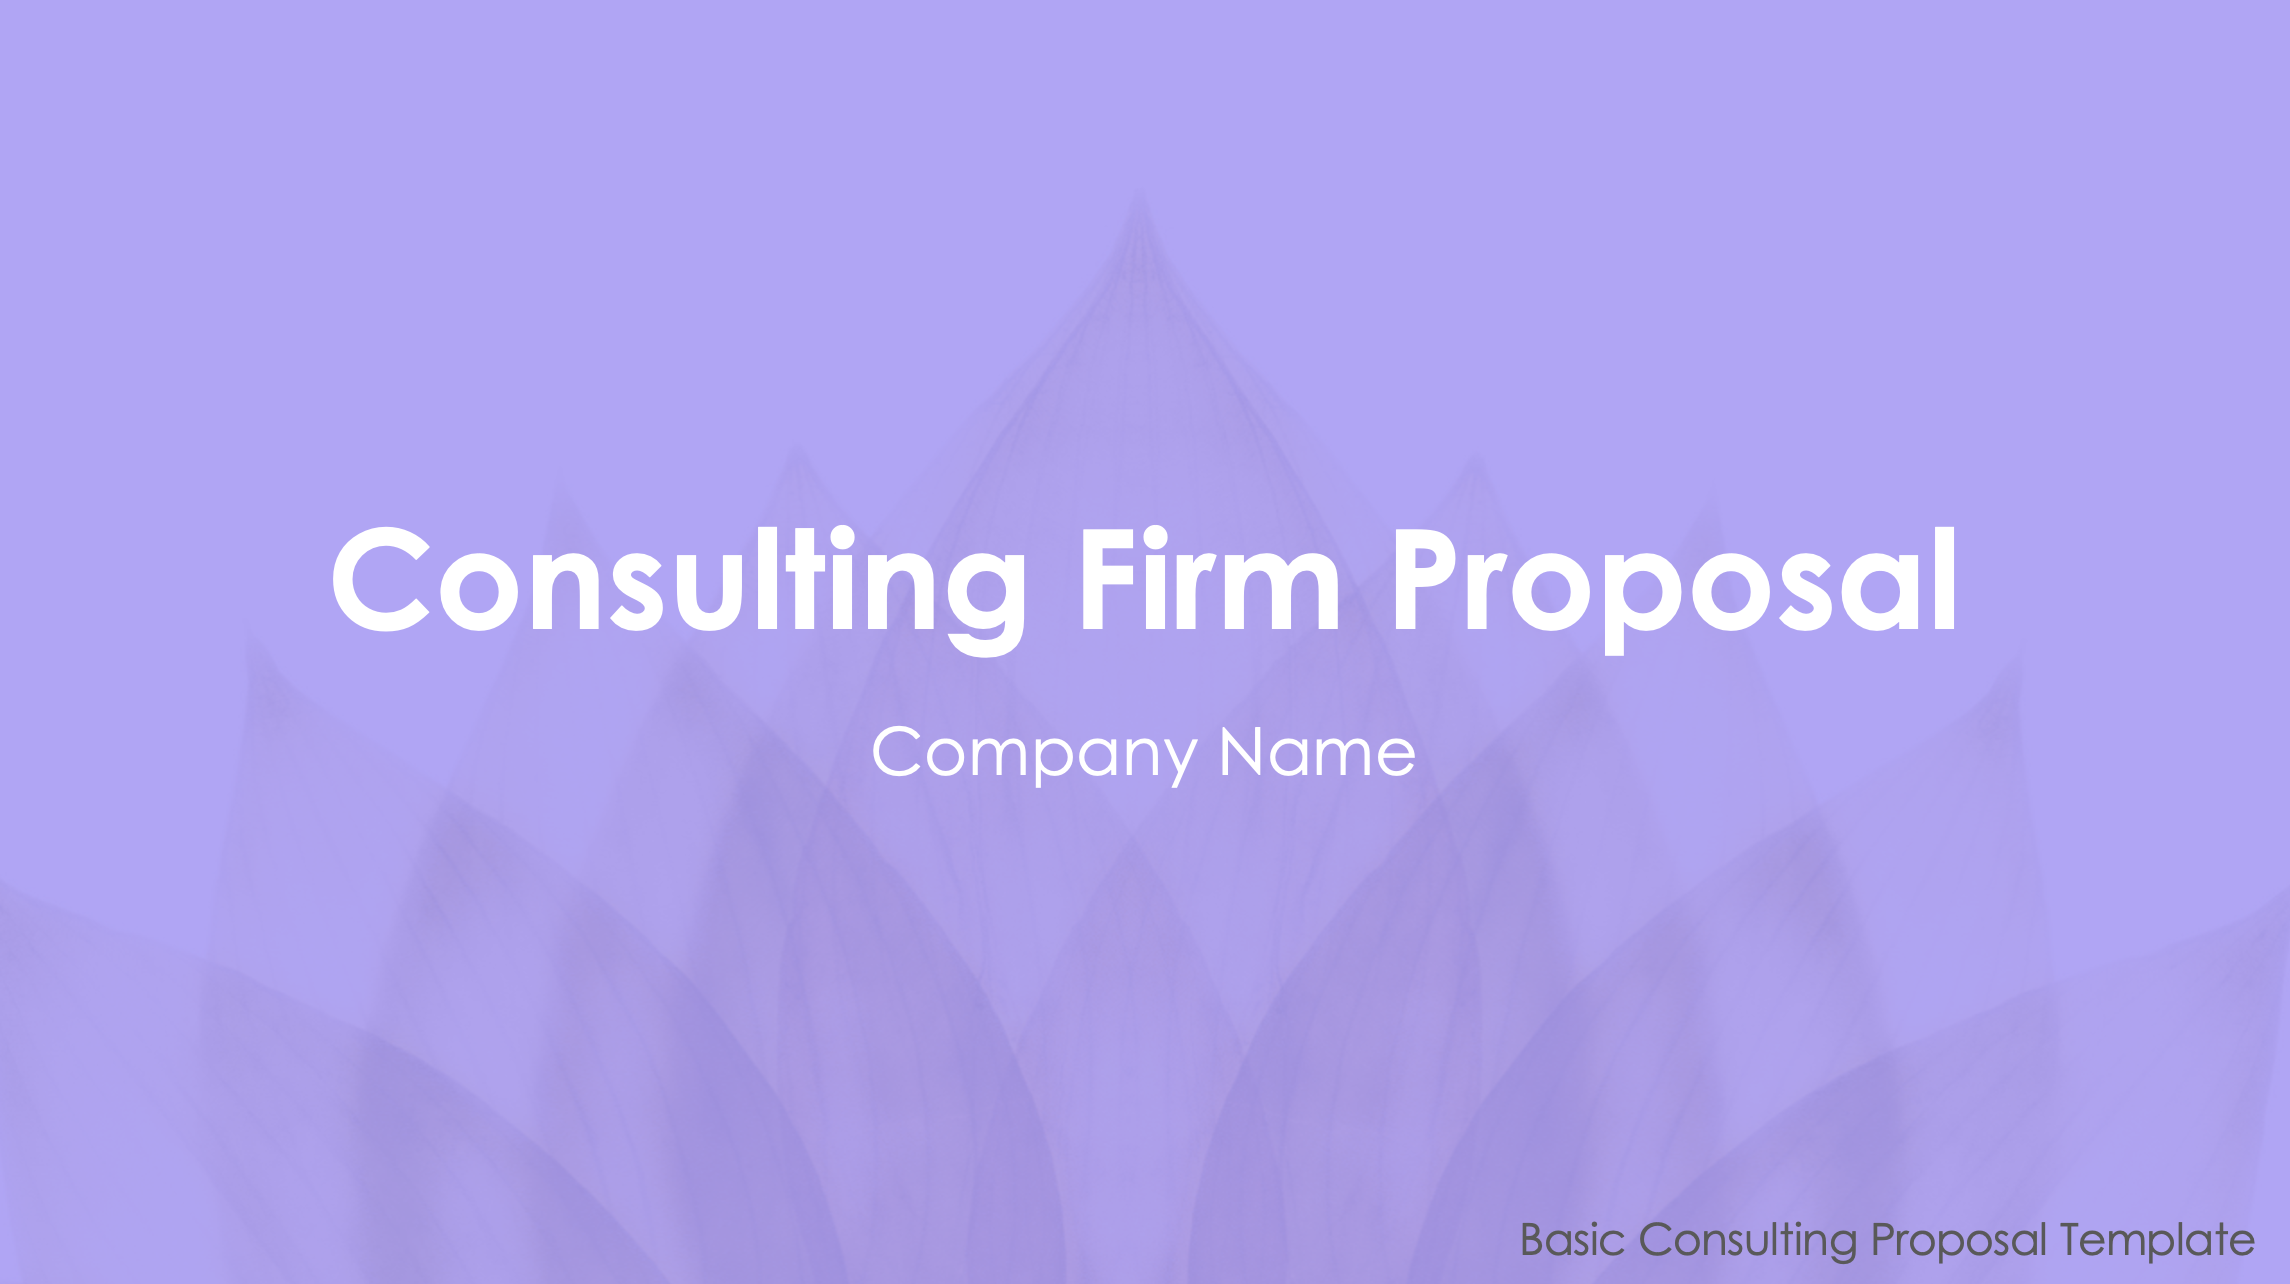 Consulting Firm Proposal
Company Name
Basic Consulting Proposal Template